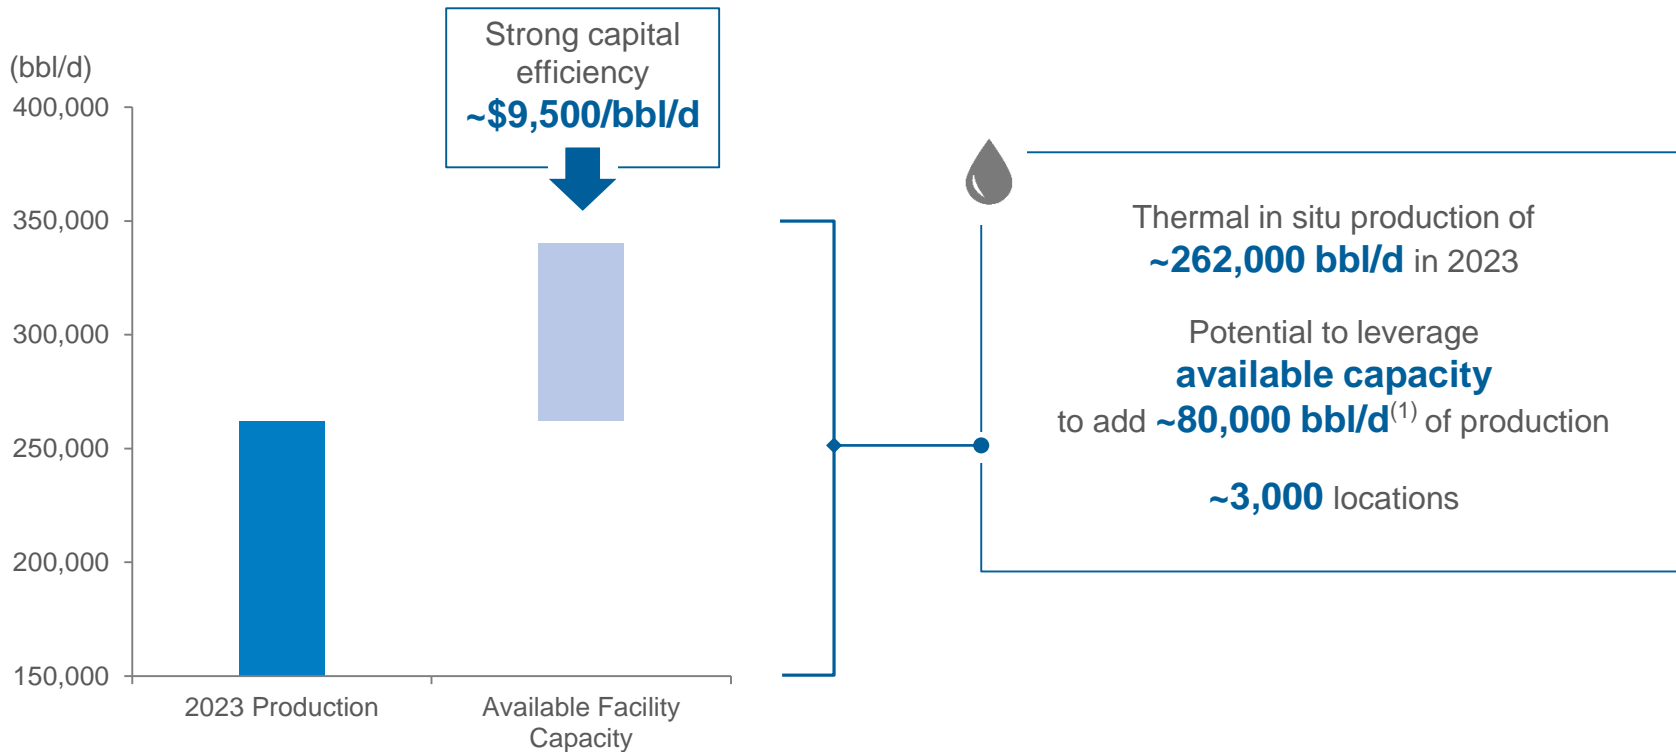 (bbl/d)
400,000
350,000
300,000
250,000
200,000
150,000
2023 Production
Available Facility
Capacity
Strong capital
efficiency
~$9,500/bbl/d
Thermal in situ production of
~262,000 bbl/d in 2023
Potential to leverage
available capacity
to add ~80,000 bbl/d(1) of production
~3,000 locations